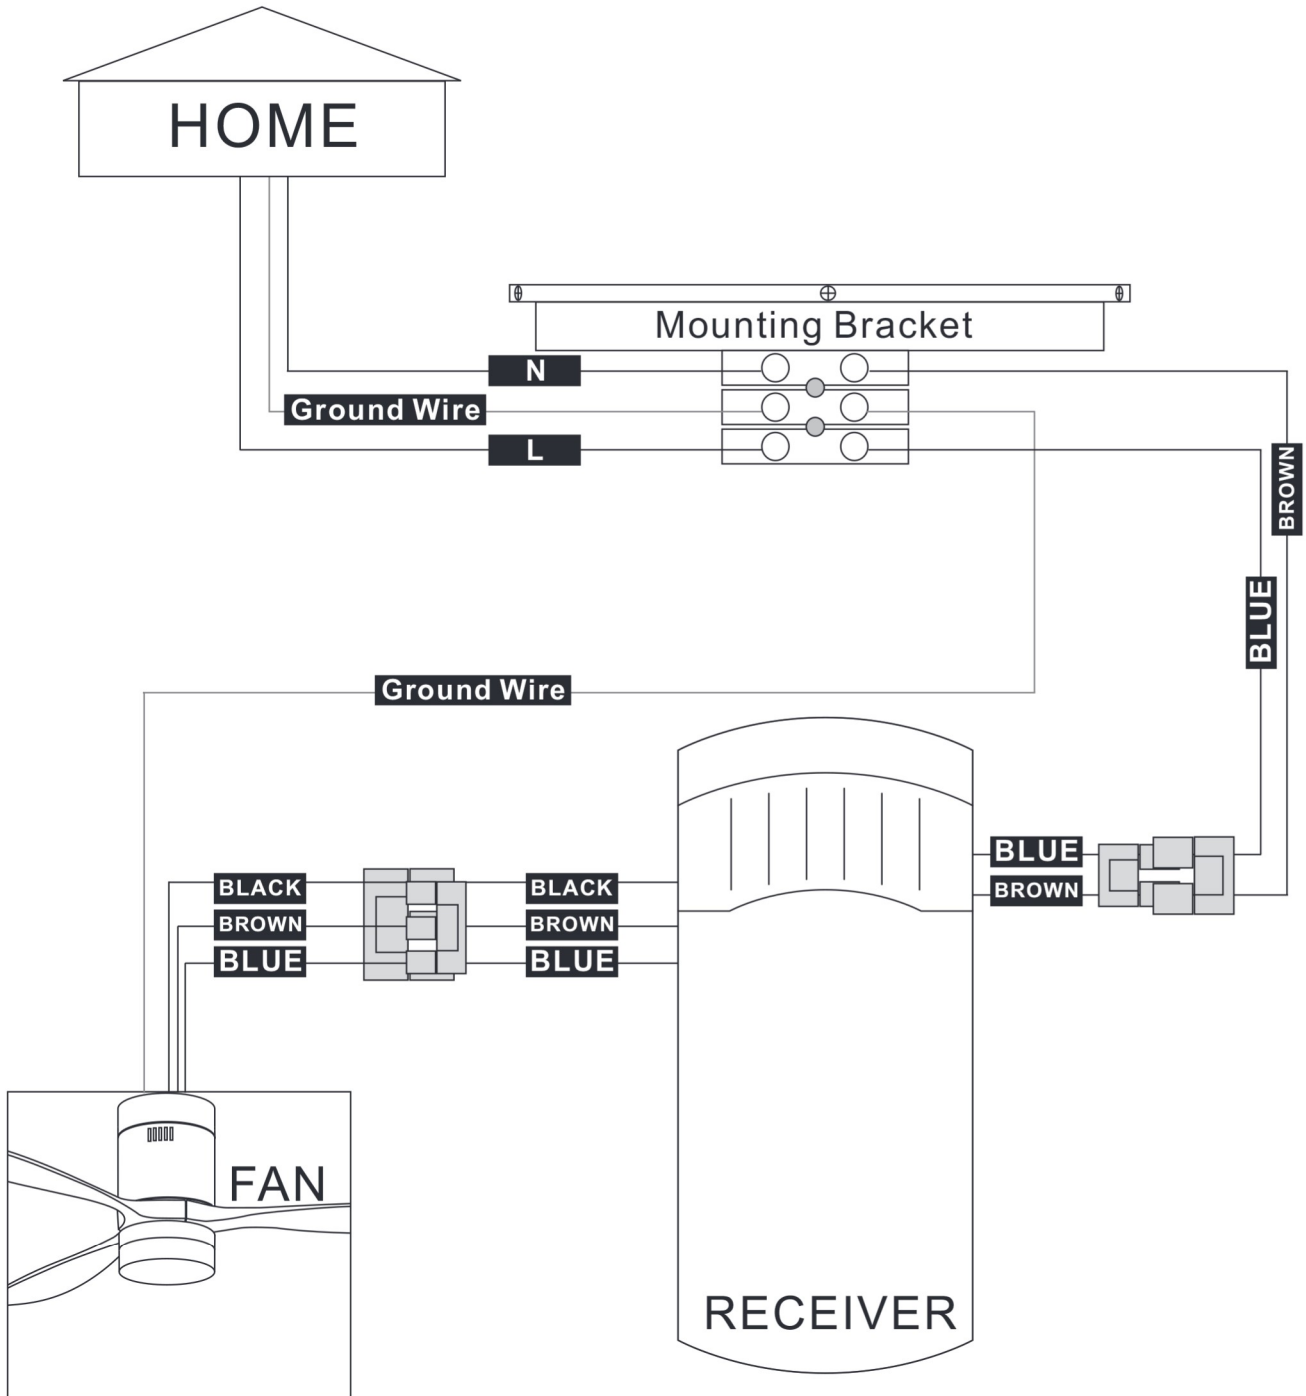 HOME
Mounting Bracket
N
Ground Wire
L
BROWN
BLUE
Ground Wire
BLUE
BROWN
BLACK
BLACK
BROWN
BROWN
BLUE
BLUE
FAN
RECEIVER